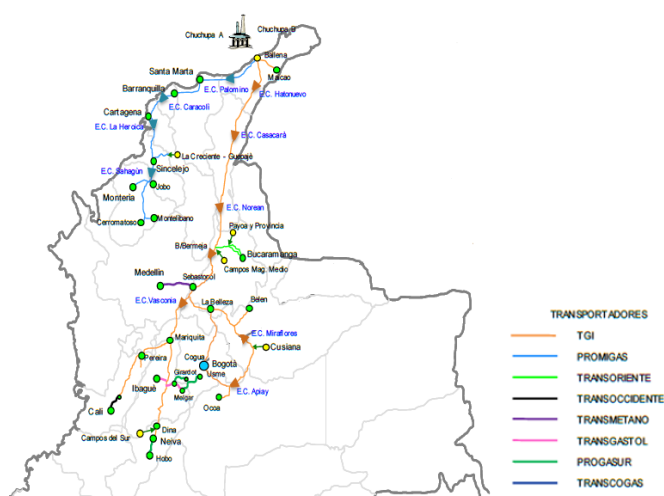 Chuchupa B
Chuchupa A
Ballena
Santa Marta
Maicao
E.C. Palomino
Barranquilla
E.C. Hatonuevo
E.C. Caracolí
Cartagena
E.C. La Heroica
E.C. Casacará
La Creciente - Guepajé
E.C. Sahagún
Sincelejo
Jobo
Montería
E.C. Norean
Cerromatoso
Montelíbano
Payoa y Provincia
B/Bermeja
Bucaramanga
Campos Mag. Medio
Medellín
Sebastopol
E.C.Vasconia
La Belleza
Belen
E.C. Miraflores
Mariquita
Cusiana
Cogua
Pereira
Bogotá
Girardot
Usme
Ibagué
Melgar
E.C. Apiay
Ocoa
Cali
Dina
Campos del Sur
Neiva
Hobo
TRANSPORTADORES
TGI
PROMIGAS
TRANSORIENTE
TRANSOCCIDENTE
TRANSMETANO
TRANSGASTOL
PROGASUR
TRANSCOGAS